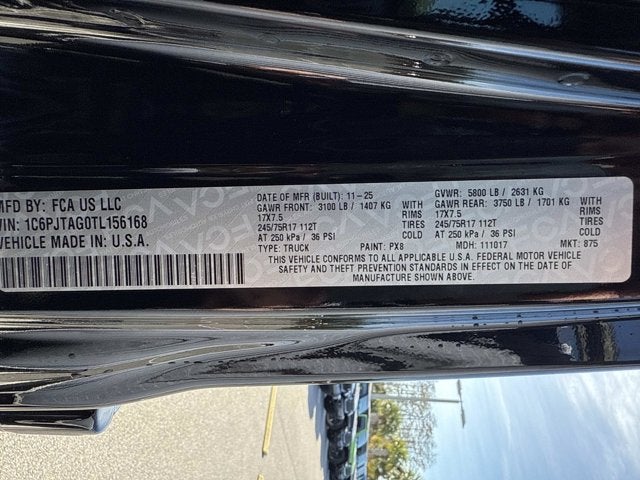 MFD BY: FCA US LLC
VIN: 1C6PJTAG0TL156168
VEHICLE MADE IN: U.S.A.
DATE OF MFR (BUILT): 11-25
GAWR FRONT: 3100 LB / 1407 KG WITH
17X7.5 RIMS
245/75R17 112T TIRES
AT 250 kPa / 36 PSI COLD
TYPE: TRUCK PAINT: PX8
GVWR: 5800 LB / 2631 KG
GAWR REAR: 3750 LB / 1701 KG WITH
17X7.5 RIMS
245/75R17 112T TIRES
AT 250 kPa / 36 PSI COLD
MDH: 111017 MKT: 875
THIS VEHICLE CONFORMS TO ALL APPLICABLE U.S.A. FEDERAL MOTOR VEHICLE
SAFETY AND THEFT PREVENTION STANDARDS IN EFFECT ON THE DATE OF
MANUFACTURE SHOWN ABOVE.